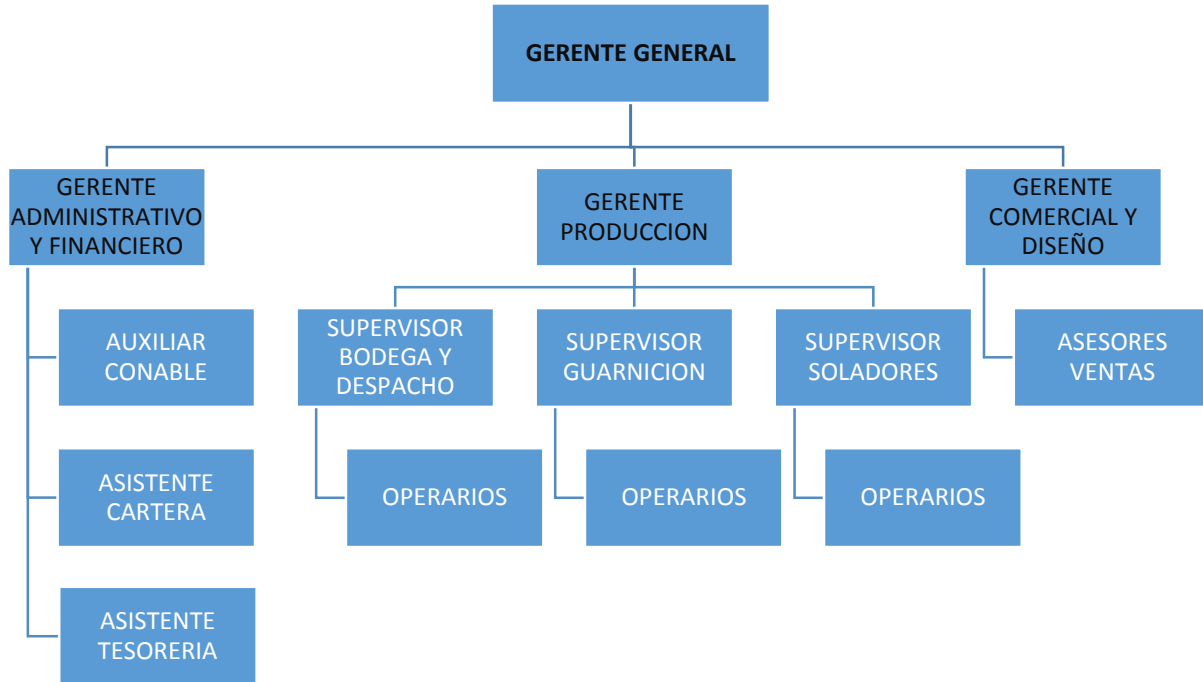 GERENTE GENERAL
GERENTE
ADMINISTRATIVO
Y FINANCIERO
GERENTE
PRODUCCION
GERENTE
COMERCIAL Y
DISEÑO
AUXILIAR
CONABLE
SUPERVISOR
BODEGA Y
DESPACHO
SUPERVISOR
GUARNICION
SUPERVISOR
SOLADORES
ASESORES
VENTAS
ASISTENTE
CARTERA
OPERARIOS
OPERARIOS
OPERARIOS
ASISTENTE
TESORERIA